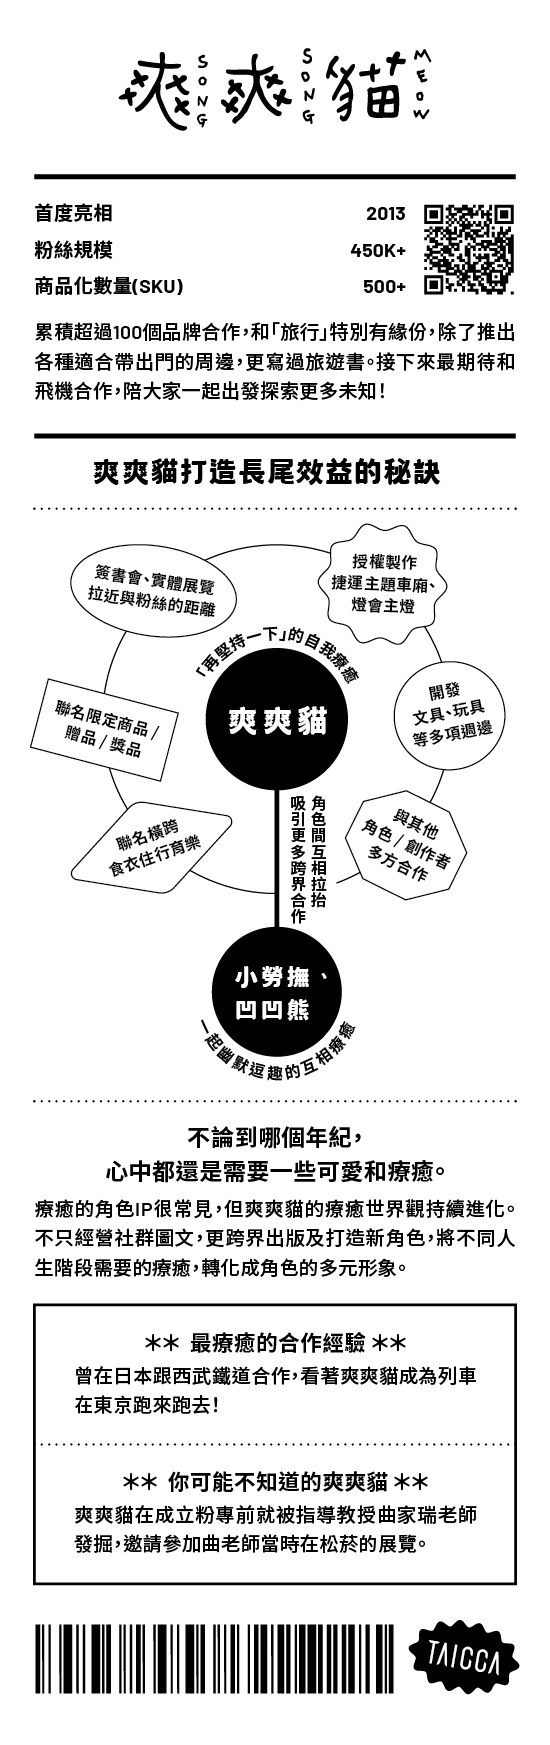 爽爽貓
SONG
SONG
MEOW
首度亮相 2013
粉絲規模 450K+
商品化數量(SKU) 500+
累積超過100個品牌合作,和「旅行」特別有緣份,除了推出
各種適合帶出門的周邊,更寫過旅遊書。接下來最期待和
飛機合作,陪大家一起出發探索更多未知!
爽爽貓打造長尾效益的秘訣
簽書會、實體展覽
拉近與粉絲的距離
授權製作
捷運主題車廂、
燈會主燈
「再堅持一下」的自我療癒
爽爽貓
聯名限定商品 /
贈品 / 獎品
開發
文具、玩具
等多項週邊
聯名橫跨
食衣住行育樂
角色間互相拉抬
吸引更多跨界合作
與其他
角色 / 創作者
多方合作
小勞撫、
凹凹熊
一起幽默逗趣的互相療癒
不論到哪個年紀,
心中都還是需要一些可愛和療癒。
療癒的角色IP很常見,但爽爽貓的療癒世界觀持續進化。
不只經營社群圖文,更跨界出版及打造新角色,將不同人
生階段需要的療癒,轉化成角色的多元形象。
** 最療癒的合作經驗 **
曾在日本跟西武鐵道合作,看著爽爽貓成為列車
在東京跑來跑去!
** 你可能不知道的爽爽貓 **
爽爽貓在成立粉專前就被指導教授曲家瑞老師
發掘,邀請參加曲老師當時在松菸的展覽。
TAICCA